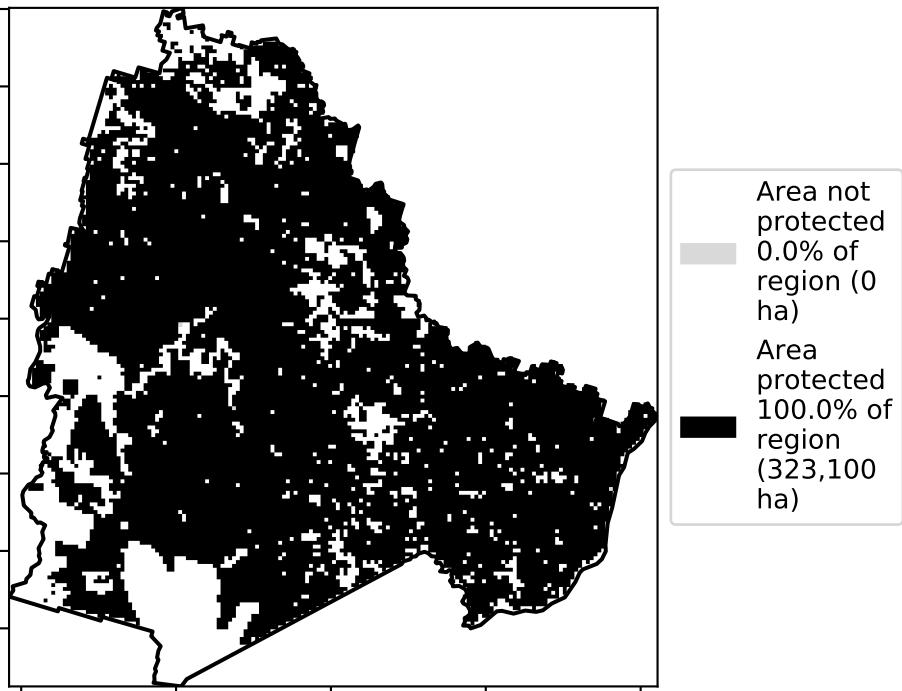 Area not
protected
0.0% of
region (0
ha)
Area
protected
100.0% of
region
(323,100
ha)